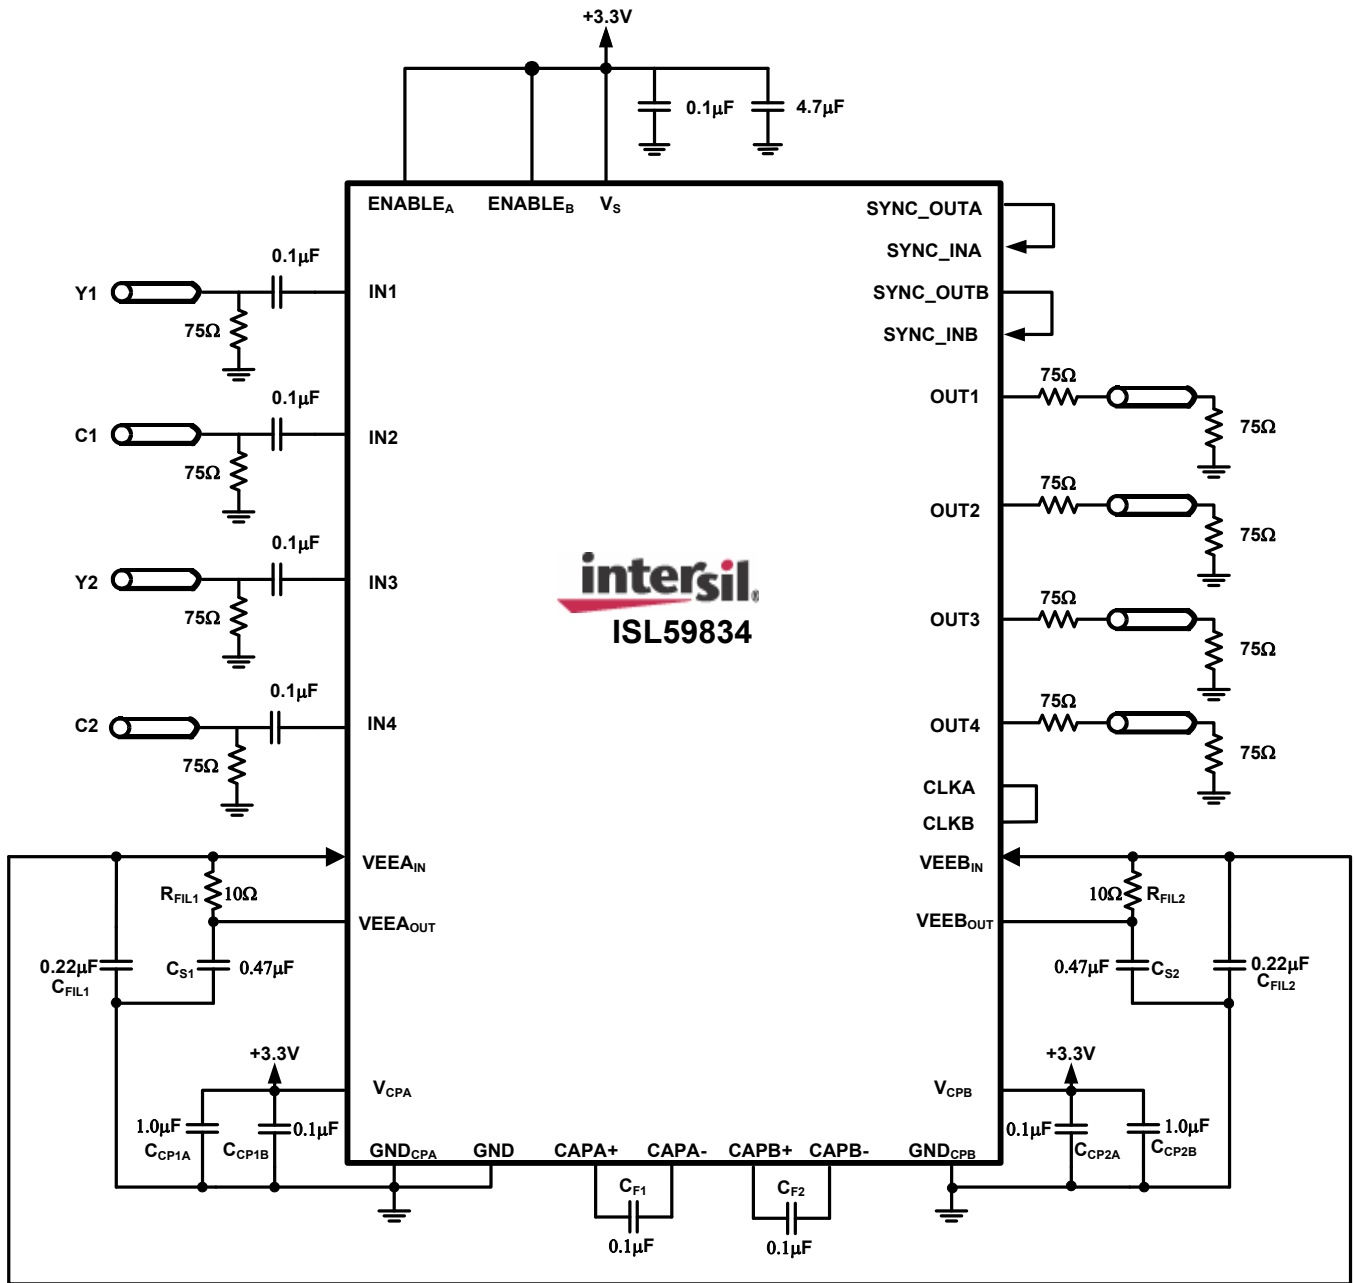 +3.3V
0.1µF
4.7µF
ENABLEA
ENABLEB
VS
SYNC_OUTA
SYNC_INA
SYNC_OUTB
SYNC_INB
Y1
0.1µF
IN1
75Ω
C1
0.1µF
IN2
75Ω
Y2
0.1µF
IN3
75Ω
C2
0.1µF
IN4
75Ω
75Ω
OUT1
75Ω
75Ω
OUT2
75Ω
75Ω
OUT3
75Ω
75Ω
OUT4
75Ω
intersil®
ISL59834
CLKA
CLKB
VEEAIN
RFIL1
10Ω
VEEAOUT
0.22µF
CFIL1
CS1
0.47µF
VEEBIN
10Ω
RFIL2
VEEBOUT
0.47µF
CS2
0.22µF
CFIL2
+3.3V
VCPA
1.0µF
CCP1A
CCP1B
0.1µF
+3.3V
VCPB
0.1µF
CCP2A
1.0µF
CCP2B
GNDCPA
GND
CAPA+
CAPA-
CAPB+
CAPB-
GNDCPB
CF1
0.1µF
CF2
0.1µF